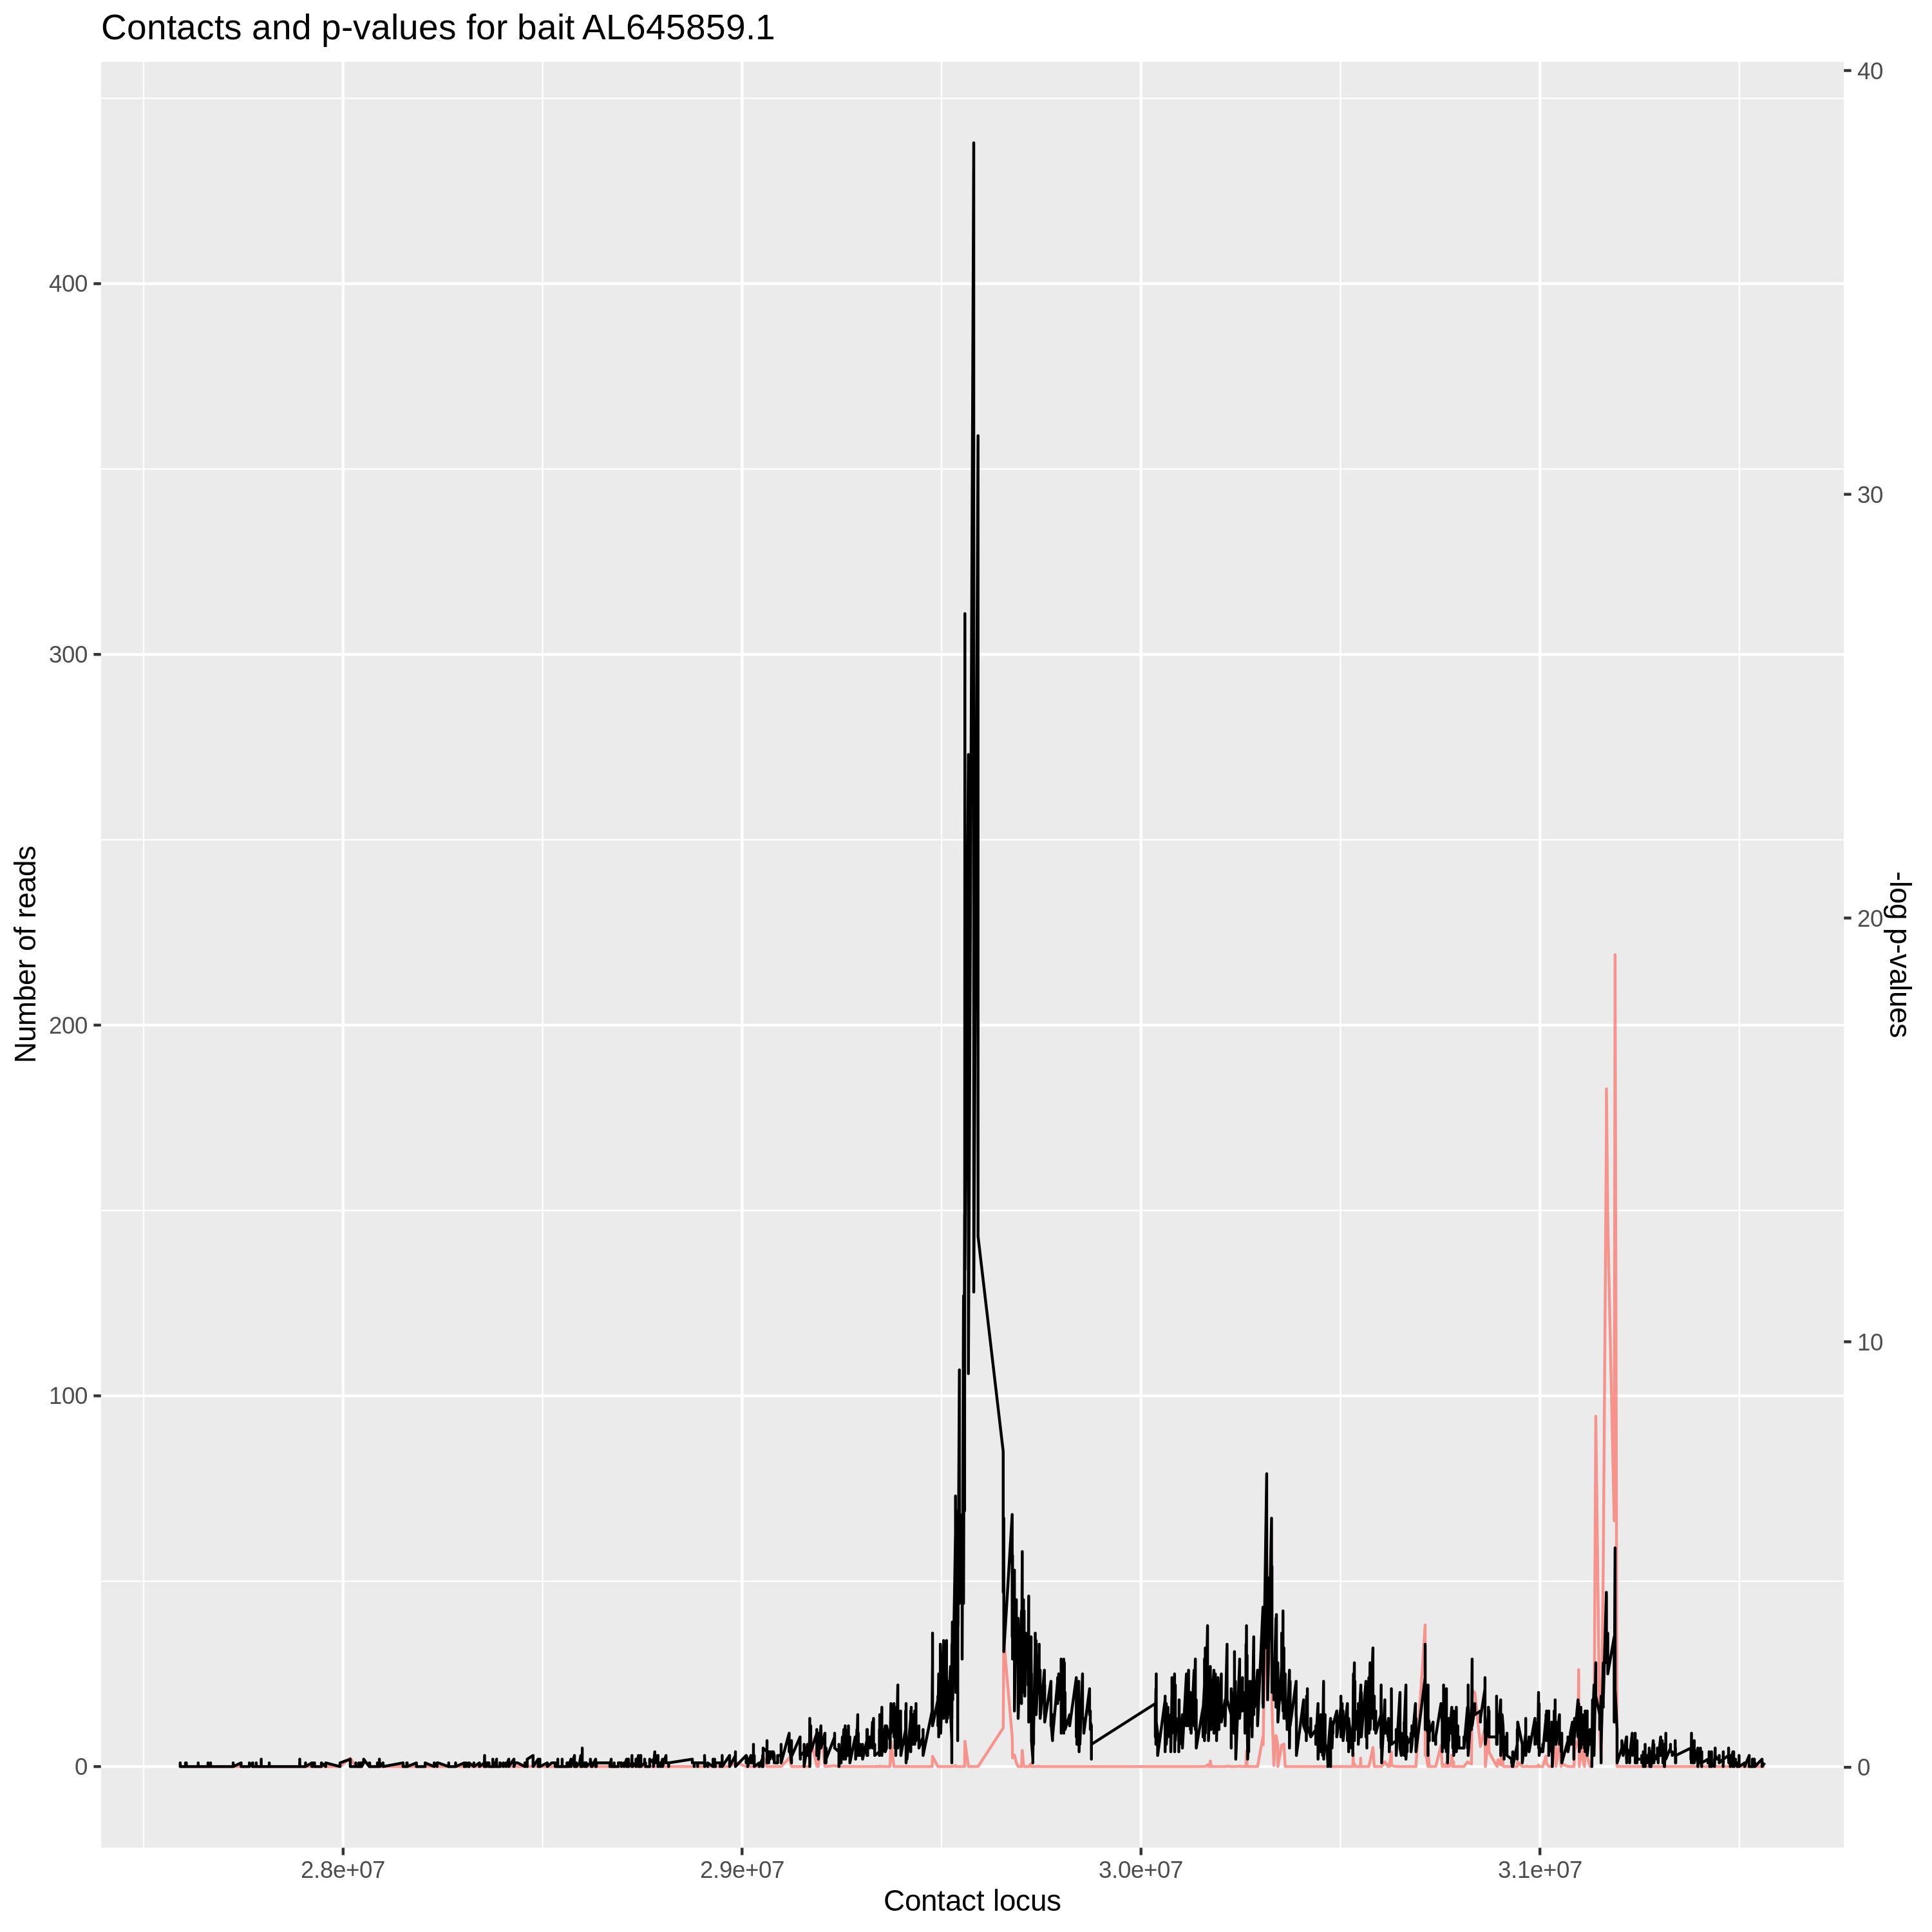 Contacts and p-values for bait AL645859.1
Number of reads
400
300
200
100
0
40
30
20
10
0
-log p-values
2.8e+07
2.9e+07
3.0e+07
3.1e+07
Contact locus